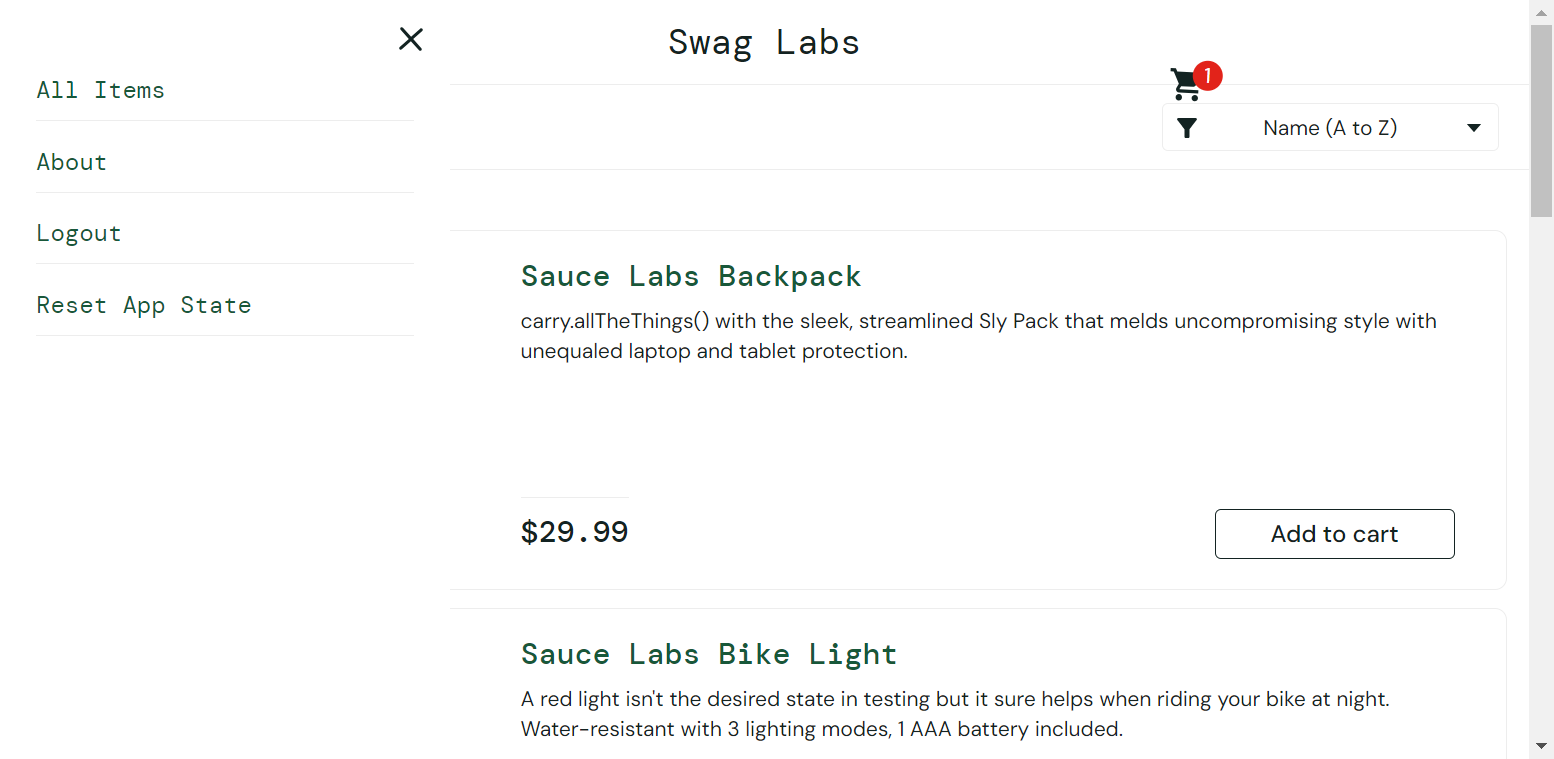 Swag Labs
All Items
About
Logout
Reset App State
1
Name (A to Z)
Sauce Labs Backpack
carry.allTheThings() with the sleek, streamlined Sly Pack that melds uncompromising style with
unequaled laptop and tablet protection.
$29.99
Add to cart
Sauce Labs Bike Light
A red light isn't the desired state in testing but it sure helps when riding your bike at night.
Water-resistant with 3 lighting modes, 1 AAA battery included.